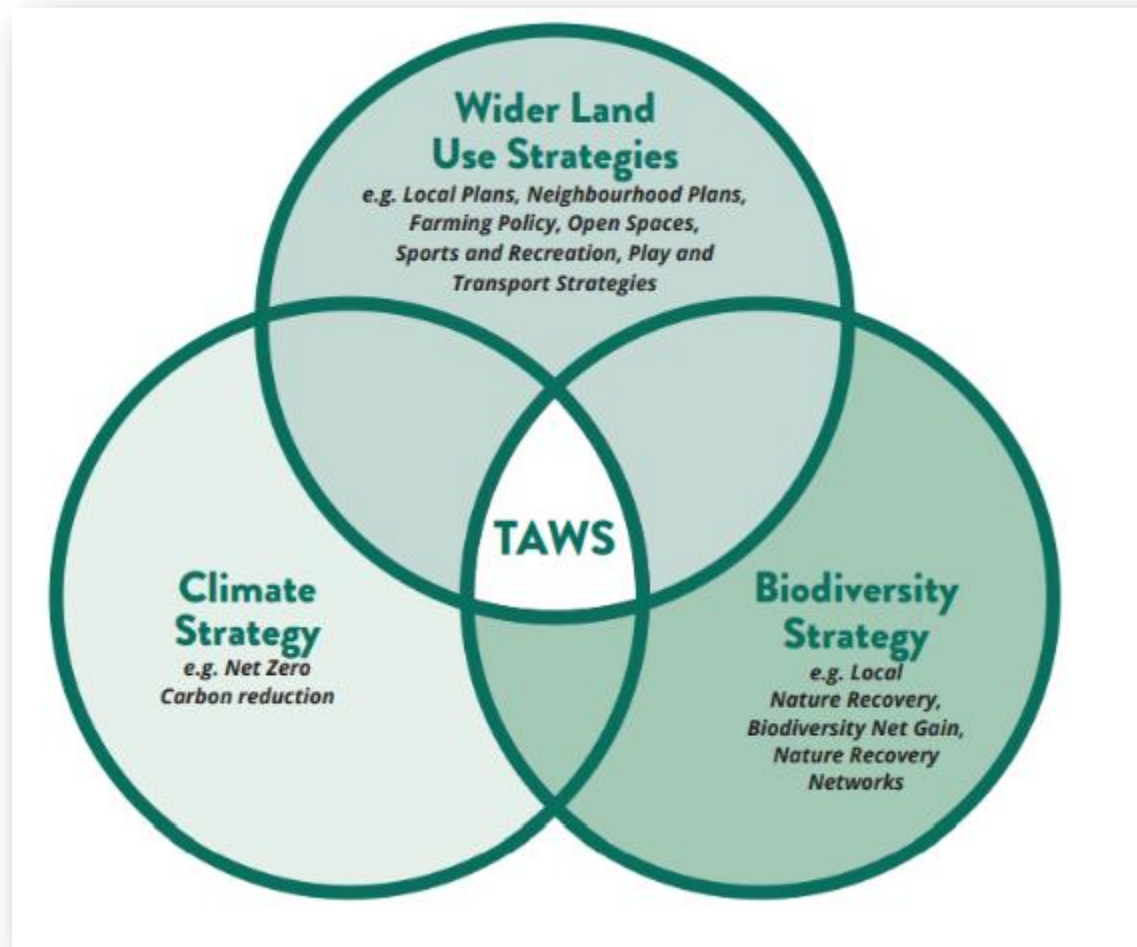 Wider Land
Use Strategies
e.g. Local Plans, Neighbourhood Plans,
Farming Policy, Open Spaces,
Sports and Recreation, Play and
Transport Strategies
TAWS
Climate
Strategy
e.g. Net Zero
Carbon reduction
Biodiversity
Strategy
e.g. Local
Nature Recovery,
Biodiversity Net Gain,
Nature Recovery
Networks